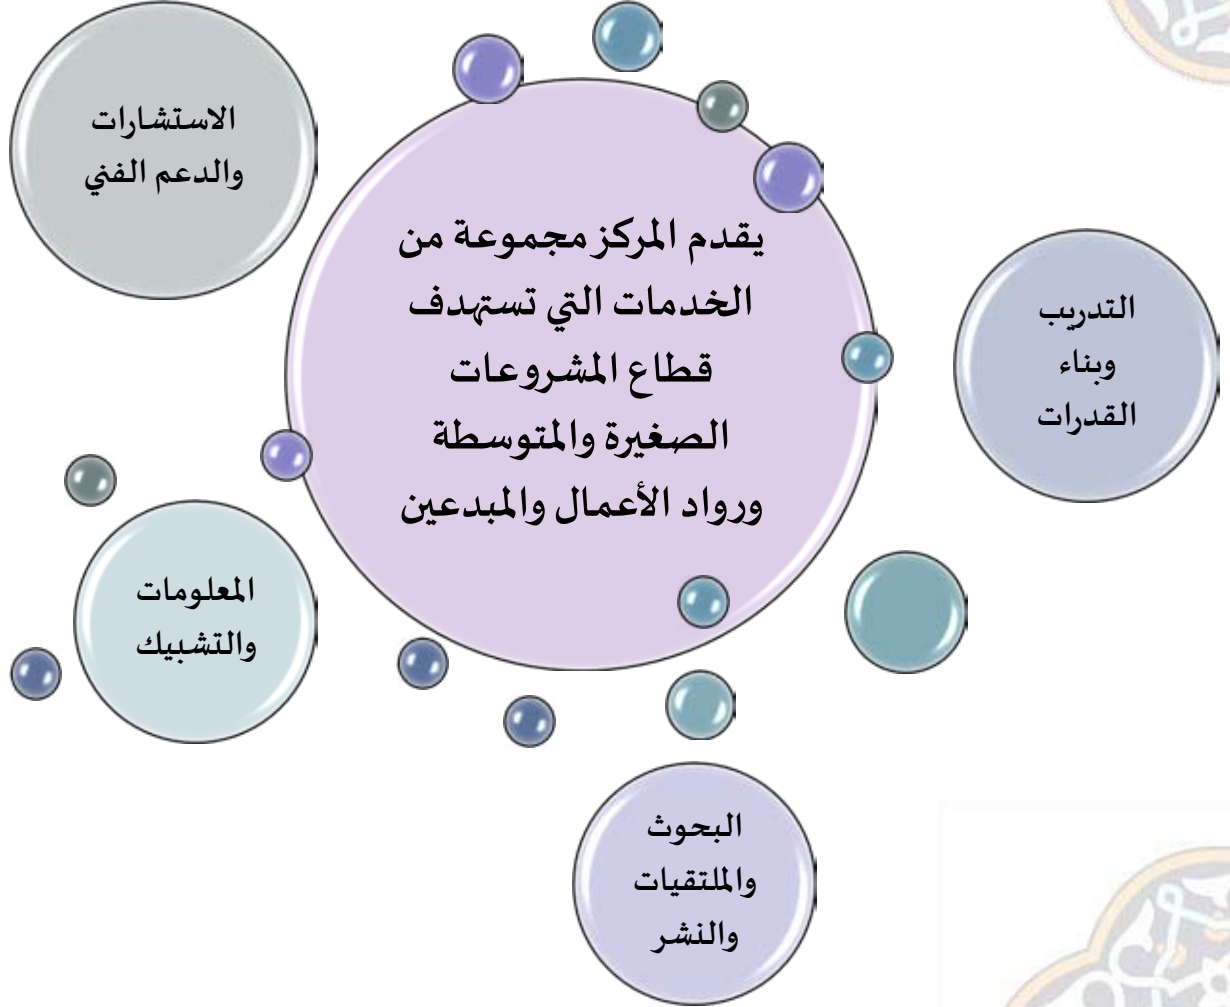 يقدم المركز مجموعة من
الخدمات التي تستهدف
قطاع المشروعات
الصغيرة والمتوسطة
ورواد الأعمال والمبدعين
التدريب
وبناء
القدرات
الاستشارات
والدعم الفني
المعلومات
والتشبيك
البحوث
والملتقيات
والنشر